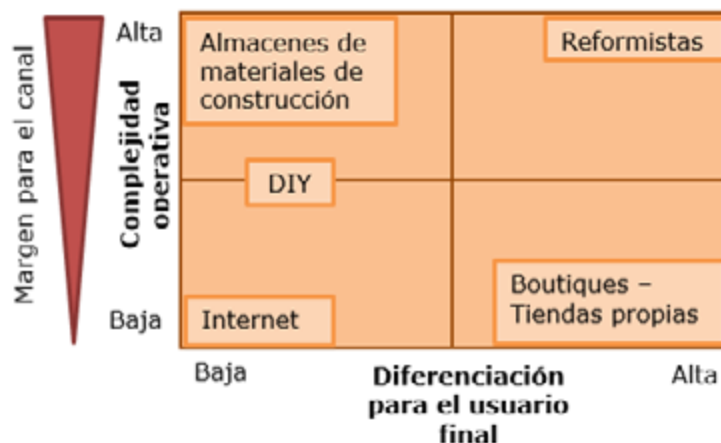 Margen para el canal
Alta
Complejidad
operativa
Baja
Almacenes de
materiales de
construcción
Reformistas
DIY
Internet
Boutiques –
Tiendas propias
Baja
Diferenciación
para el usuario
final
Alta